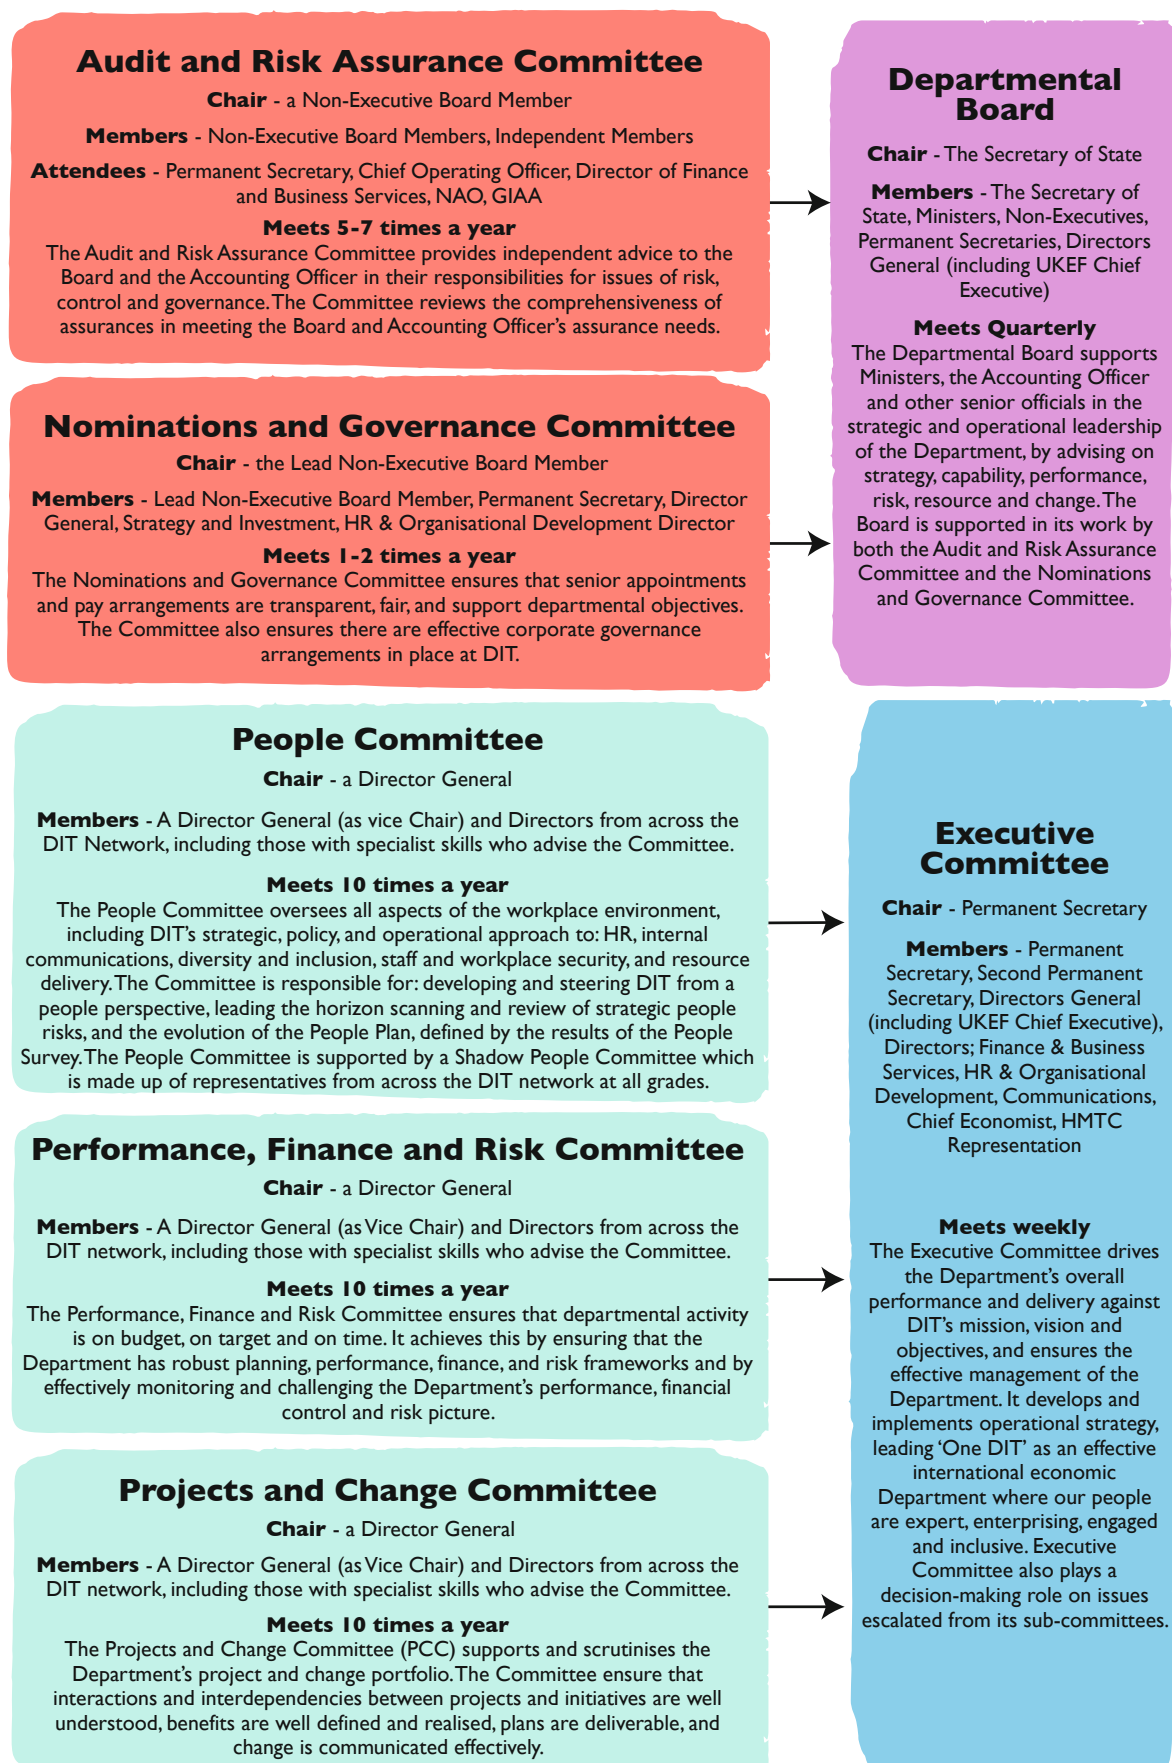 Audit and Risk Assurance Committee
Chair - a Non-Executive Board Member
Members - Non-Executive Board Members, Independent Members
Attendees - Permanent Secretary, Chief Operating Officer, Director of Finance
and Business Services, NAO, GIAA
Meets 5-7 times a year
The Audit and Risk Assurance Committee provides independent advice to the
Board and the Accounting Officer in their responsibilities for issues of risk,
control and governance. The Committee reviews the comprehensiveness of
assurances in meeting the Board and Accounting Officer's assurance needs.
Departmental
Board
Chair - The Secretary of State
Members - The Secretary of
State, Ministers, Non-Executives,
Permanent Secretaries, Directors
General (including UKEF Chief
Executive)
Meets Quarterly
The Departmental Board supports
Ministers, the Accounting Officer
and other senior officials in the
strategic and operational leadership
of the Department, by advising on
strategy, capability, performance,
risk, resource and change. The
Board is supported in its work by
both the Audit and Risk Assurance
Committee and the Nominations
and Governance Committee.
Nominations and Governance Committee
Chair - the Lead Non-Executive Board Member
Members - Lead Non-Executive Board Member, Permanent Secretary, Director
General, Strategy and Investment, HR & Organisational Development Director
Meets 1-2 times a year
The Nominations and Governance Committee ensures that senior appointments
and pay arrangements are transparent, fair, and support departmental objectives.
The Committee also ensures there are effective corporate governance
arrangements in place at DIT.
People Committee
Chair - a Director General
Members - A Director General (as vice Chair) and Directors from across the
DIT Network, including those with specialist skills who advise the Committee.
Meets 10 times a year
The People Committee oversees all aspects of the workplace environment,
including DIT's strategic, policy, and operational approach to: HR, internal
communications, diversity and inclusion, staff and workplace security, and resource
delivery. The Committee is responsible for: developing and steering DIT from a
people perspective, leading the horizon scanning and review of strategic people
risks, and the evolution of the People Plan, defined by the results of the People
Survey. The People Committee is supported by a Shadow People Committee which
is made up of representatives from across the DIT network at all grades.
Performance, Finance and Risk Committee
Chair - a Director General
Members - A Director General (as Vice Chair) and Directors from across the
DIT network, including those with specialist skills who advise the Committee.
Meets 10 times a year
The Performance, Finance and Risk Committee ensures that departmental activity
is on budget, on target and on time. It achieves this by ensuring that the
Department has robust planning, performance, finance, and risk frameworks and by
effectively monitoring and challenging the Department's performance, financial
control and risk picture.
Projects and Change Committee
Chair - a Director General
Members - A Director General (as Vice Chair) and Directors from across the
DIT network, including those with specialist skills who advise the Committee.
Meets 10 times a year
The Projects and Change Committee (PCC) supports and scrutinises the
Department's project and change portfolio. The Committee ensure that
interactions and interdependencies between projects and initiatives are well
understood, benefits are well defined and realised, plans are deliverable, and
change is communicated effectively.
Executive
Committee
Chair - Permanent Secretary
Members - Permanent
Secretary, Second Permanent
Secretary, Directors General
(including UKEF Chief Executive),
Directors; Finance & Business
Services, HR & Organisational
Development, Communications,
Chief Economist, HMTC
Representation
Meets weekly
The Executive Committee drives
the Department's overall
performance and delivery against
DIT's mission, vision and
objectives, and ensures the
effective management of the
Department. It develops and
implements operational strategy,
leading 'One DIT' as an effective
international economic
Department where our people
are expert, enterprising, engaged
and inclusive. Executive
Committee also plays a
decision-making role on issues
escalated from its sub-committees.